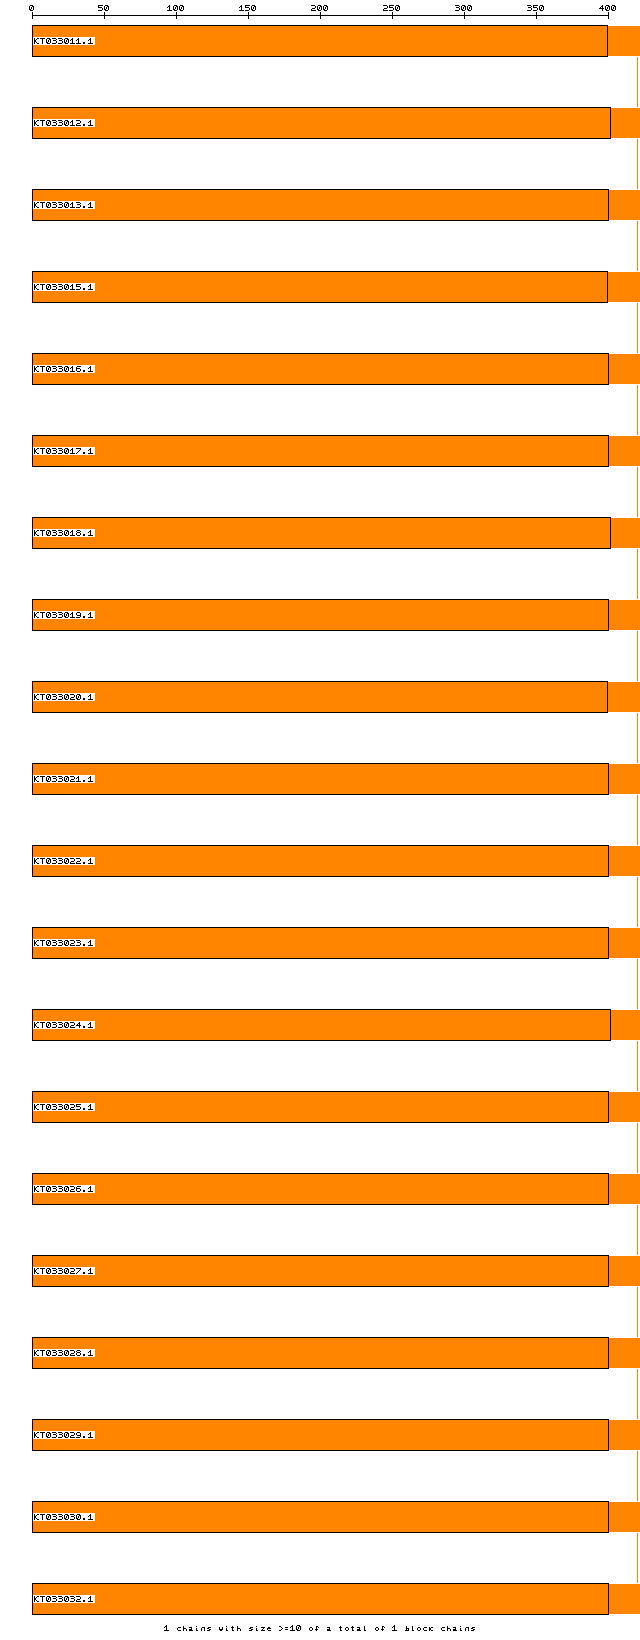 0 50 100 150 200 250 300 350 400
KT033011.1
KT033012.1
KT033013.1
KT033015.1
KT033016.1
KT033017.1
KT033018.1
KT033019.1
KT033020.1
KT033021.1
KT033022.1
KT033023.1
KT033024.1
KT033025.1
KT033026.1
KT033027.1
KT033028.1
KT033029.1
KT033030.1
KT033032.1
1 chains with size >=10 of a total of 1 block chains